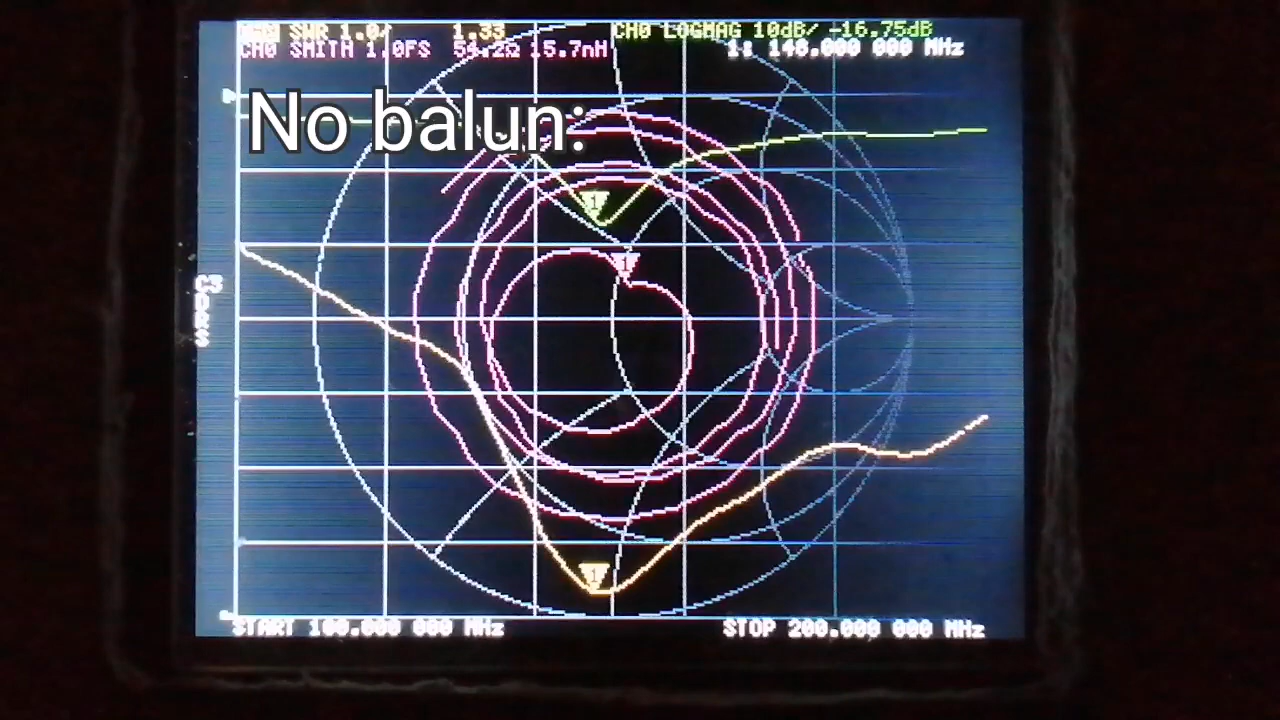 CH0 SWR 1.0/ 1.33 CH0 LOGMAG 10dB/ -16.75dB
CH0 SMITH 1.0FS 54.2Ω 15.7nH 1: 148.000 000 MHz
No balun:
START 100.000 000 MHz STOP 200.000 000 MHz